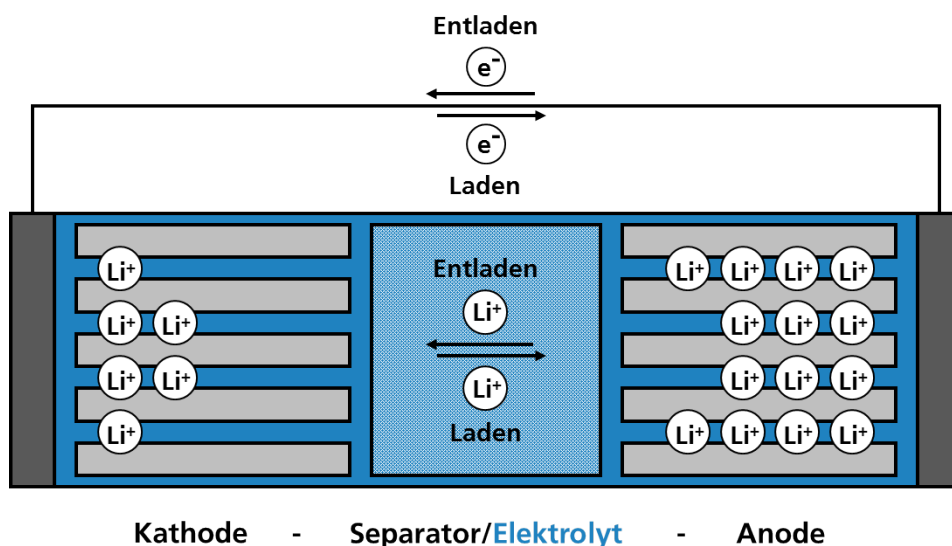 Entladen
e⁻
e⁻
Laden
Entladen
Li⁺
Li⁺
Laden
Li⁺
Li⁺ Li⁺
Li⁺ Li⁺
Li⁺
Li⁺ Li⁺ Li⁺ Li⁺
Li⁺ Li⁺ Li⁺
Li⁺ Li⁺ Li⁺
Li⁺ Li⁺ Li⁺ Li⁺
Kathode - Separator/Elektrolyt - Anode